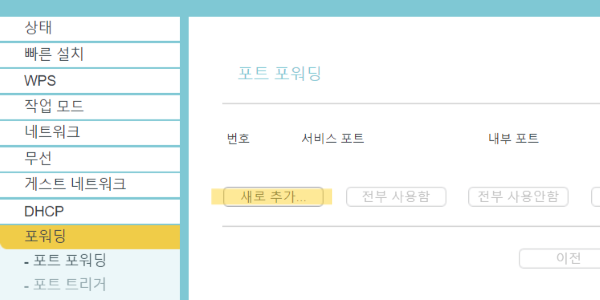 상태
빠른 설치
WPS
작업 모드
네트워크
무선
게스트 네트워크
DHCP
포워딩
- 포트 포워딩
- 포트 트리거
포트 포워딩
번호 서비스 포트 내부 포트
새로 추가... 전부 사용함 전부 사용안함
이전